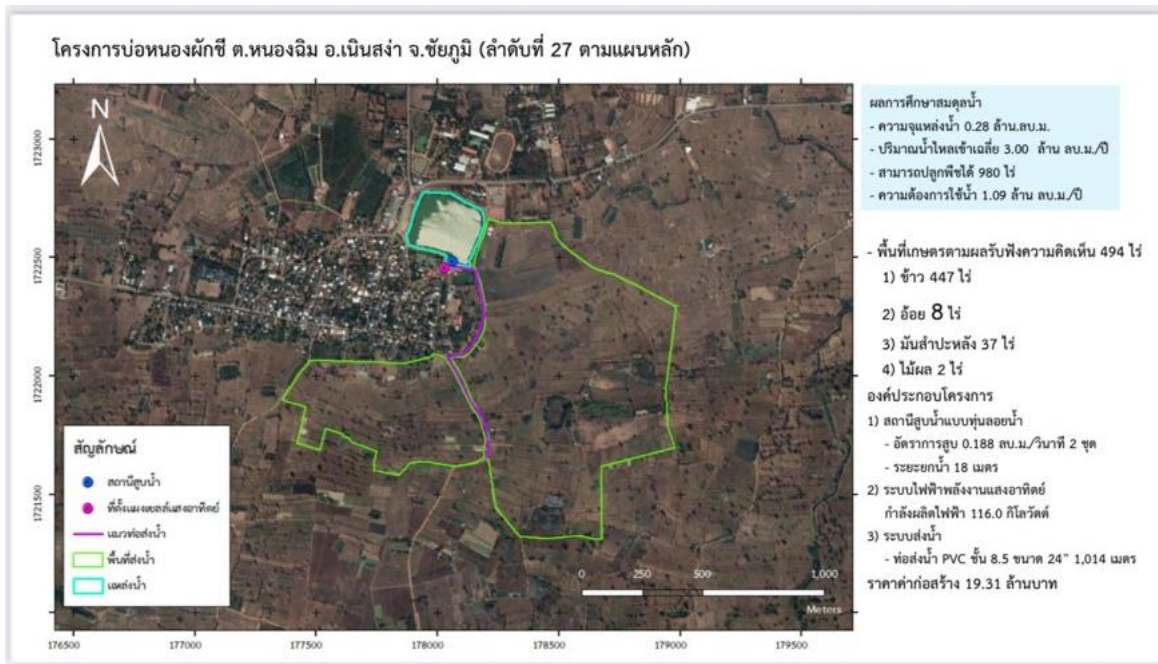 โครงการบ่อหนองผักชี ต.หนองฉิม อ.เนินสง่า จ.ชัยภูมิ (ลำดับที่ 27 ตามแผนหลัก)
N
1723000
1722500
1722000
1721500
176500
177000
177500
178000
178500
179000
179500
สัญลักษณ์
สถานีสูบน้ำ
ที่ตั้งแผงเซลล์แสงอาทิตย์
แนวท่อส่งน้ำ
พื้นที่ส่งน้ำ
แหล่งน้ำ
0 250 500 1,000
Meters
ผลการศึกษาสมดุลน้ำ
- ความจุแหล่งน้ำ 0.28 ล้าน.ลบ.ม.
- ปริมาณน้ำไหลเข้าเฉลี่ย 3.00 ล้าน ลบ.ม./ปี
- สามารถปลูกพืชได้ 980 ไร่
- ความต้องการใช้น้ำ 1.09 ล้าน ลบ.ม./ปี
- พื้นที่เกษตรตามผลรับฟังความคิดเห็น 494 ไร่
1) ข้าว 447 ไร่
2) อ้อย 8 ไร่
3) มันสำปะหลัง 37 ไร่
4) ไม้ผล 2 ไร่
องค์ประกอบโครงการ
1) สถานีสูบน้ำแบบทุ่นลอยน้ำ
- อัตราการสูบ 0.188 ลบ.ม./วินาที 2 ชุด
- ระยะยกน้ำ 18 เมตร
2) ระบบไฟฟ้าพลังงานแสงอาทิตย์
กำลังผลิตไฟฟ้า 116.0 กิโลวัตต์
3) ระบบส่งน้ำ
- ท่อส่งน้ำ PVC ชั้น 8.5 ขนาด 24" 1,014 เมตร
ราคาค่าก่อสร้าง 19.31 ล้านบาท